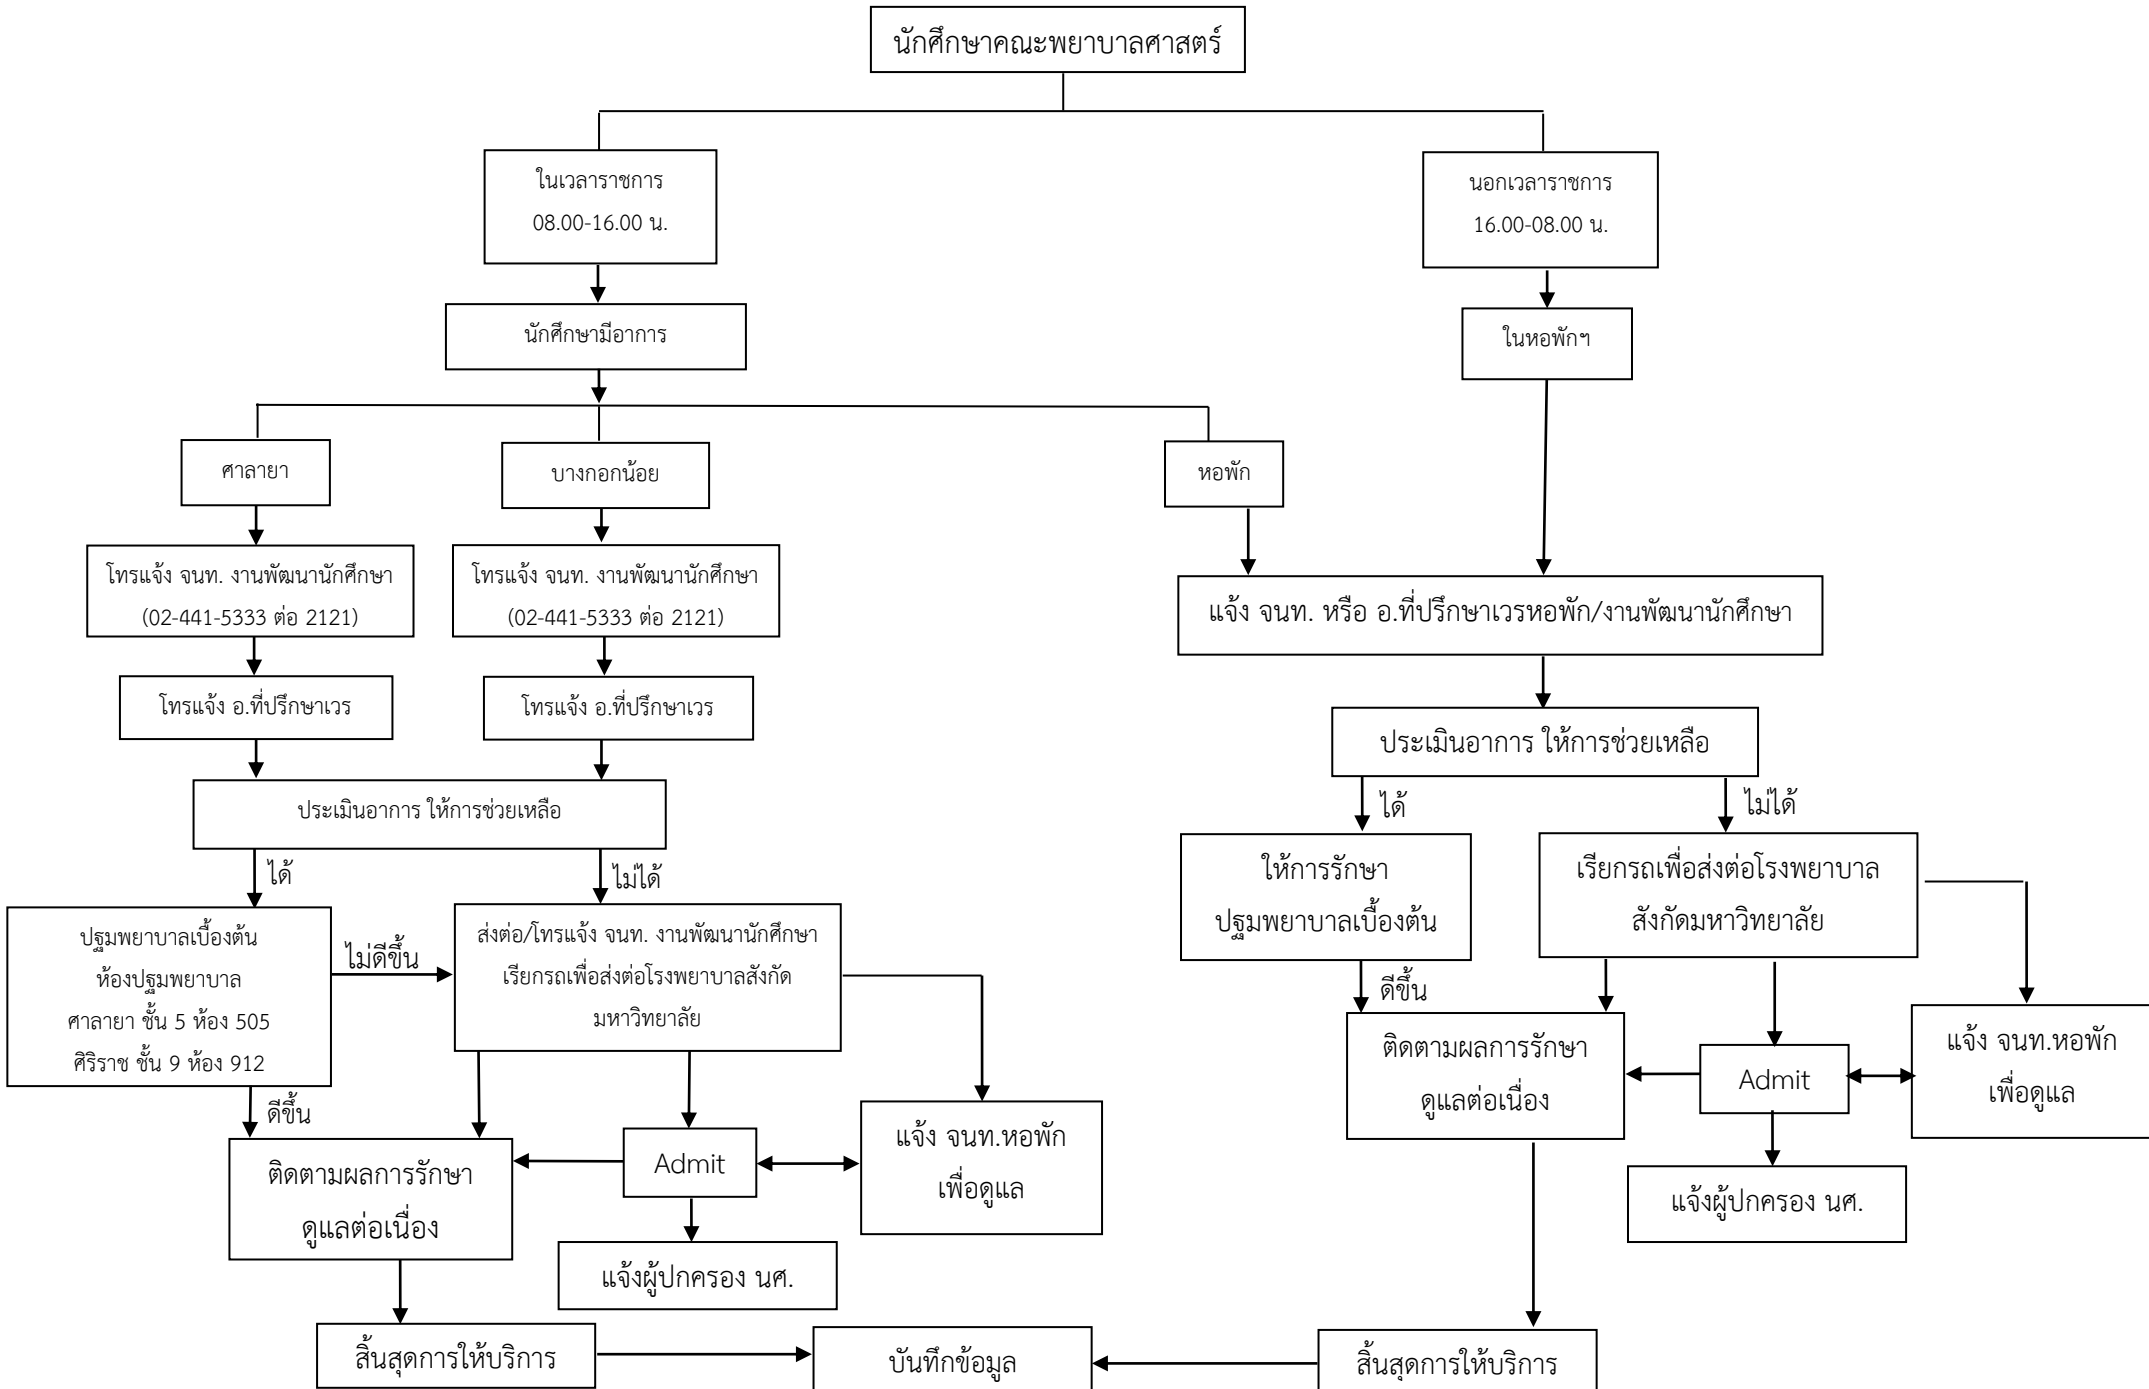 นักศึกษาคณะพยาบาลศาสตร์
ในเวลาราชการ
08.00-16.00 น.
นอกเวลาราชการ
16.00-08.00 น.
นักศึกษามีอาการ
ในหอพักฯ
ศาลายา
บางกอกน้อย
หอพัก
โทรแจ้ง จนท. งานพัฒนานักศึกษา
(02-441-5333 ต่อ 2121)
โทรแจ้ง จนท. งานพัฒนานักศึกษา
(02-441-5333 ต่อ 2121)
แจ้ง จนท. หรือ อ.ที่ปรึกษาเวรหอพัก/งานพัฒนานักศึกษา
โทรแจ้ง อ.ที่ปรึกษาเวร
โทรแจ้ง อ.ที่ปรึกษาเวร
ประเมินอาการ ให้การช่วยเหลือ
ประเมินอาการ ให้การช่วยเหลือ
ได้
ไม่ได้
ได้
ไม่ได้
ให้การรักษา
ปฐมพยาบาลเบื้องต้น
เรียกรถเพื่อส่งต่อโรงพยาบาล
สังกัดมหาวิทยาลัย
ปฐมพยาบาลเบื้องต้น
ห้องปฐมพยาบาล
ศาลายา ชั้น 5 ห้อง 505
ศิริราช ชั้น 9 ห้อง 912
ไม่ดีขึ้น
ส่งต่อ/โทรแจ้ง จนท. งานพัฒนานักศึกษา
เรียกรถเพื่อส่งต่อโรงพยาบาลสังกัด
มหาวิทยาลัย
ดีขึ้น
ติดตามผลการรักษา
ดูแลต่อเนื่อง
Admit
แจ้ง จนท.หอพัก
เพื่อดูแล
ดีขึ้น
ติดตามผลการรักษา
ดูแลต่อเนื่อง
Admit
แจ้ง จนท.หอพัก
เพื่อดูแล
แจ้งผู้ปกครอง นศ.
แจ้งผู้ปกครอง นศ.
สิ้นสุดการให้บริการ
บันทึกข้อมูล
สิ้นสุดการให้บริการ